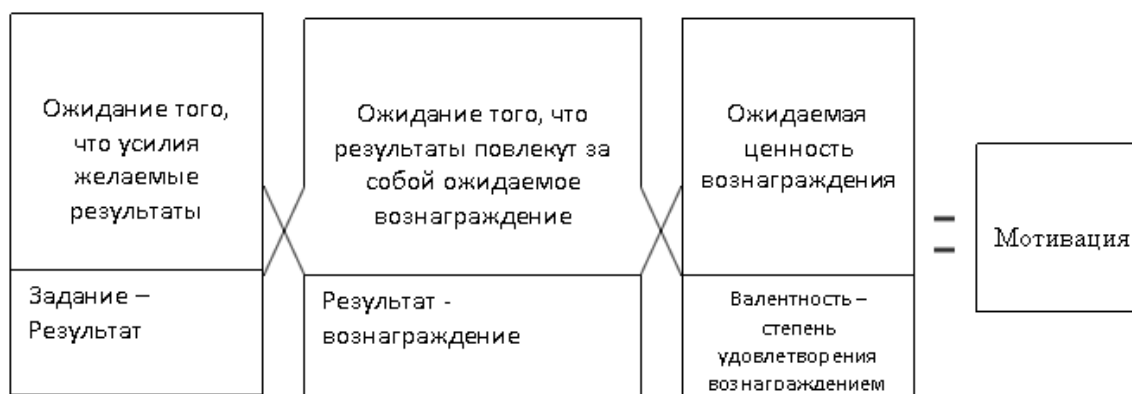 Ожидание того,
что усилия
желаемые
результаты
Задание –
Результат
Ожидание того, что
результаты повлекут за
собой ожидаемое
вознаграждение
Результат -
вознаграждение
Ожидаемая
ценность
вознаграждения
Валентность –
степень
удовлетворения
вознаграждением
=
Мотивация